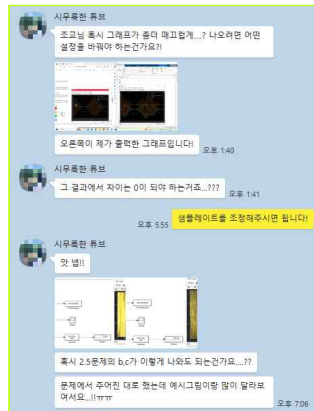 시무룩한 튜브
조교님 혹시 그래프가 좀더 매끄럽게....? 나오려면 어떤
설정을 바꿔야 하는건가요?!
오른쪽이 제가 출력한 그래프입니다!
오후 1:40
시무룩한 튜브
그 결과에서 자이는 0이 되야 하는거죠...???
오후 1:41
샘플레이트를 조정해주시면 됩니다!
오후 5:55
시무룩한 튜브
앗 넵!!
혹시 2.5문제의 b,c가 이렇게 나와도 되는건가요....??
문제에서 주어진 대로 했는데 예시그림이랑 많이 달라보
여서요...!!ㅠㅠ
오후 7:06